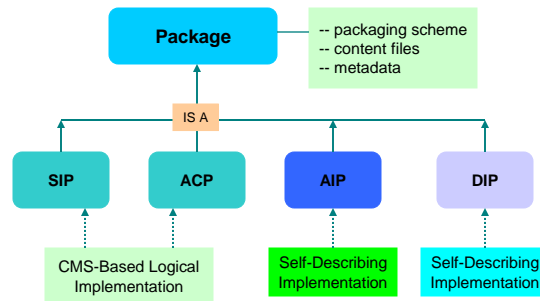 Package
-- packaging scheme
-- content files
-- metadata
IS A
SIP
ACP
AIP
DIP
CMS-Based Logical
Implementation
Self-Describing
Implementation
Self-Describing
Implementation